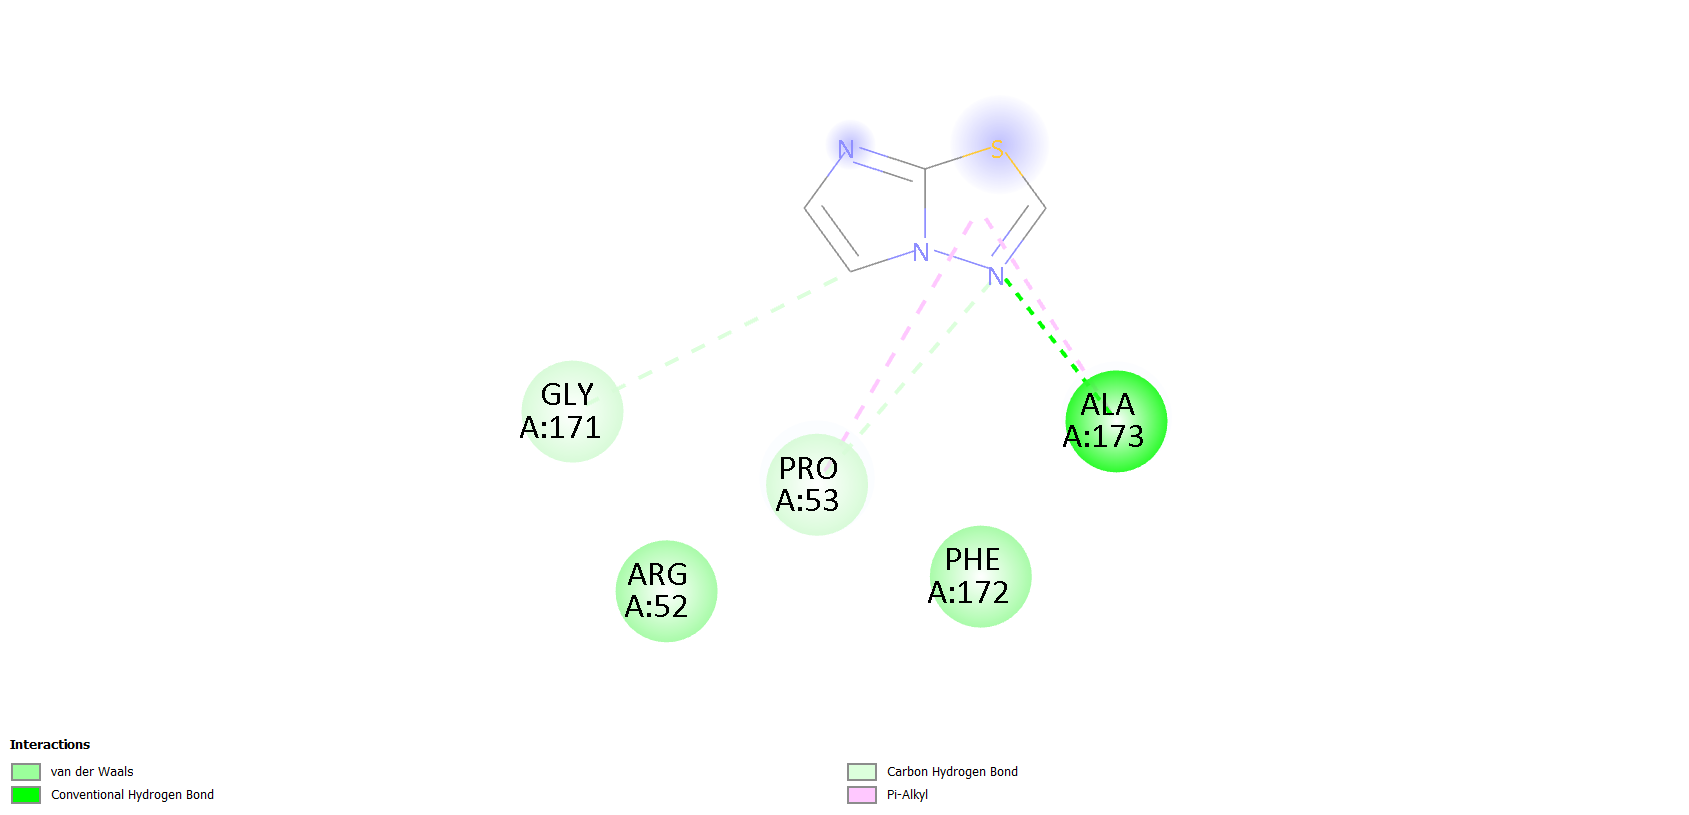 N
S
N
N
GLY
A:171
ALA
A:173
PRO
A:53
PHE
A:172
ARG
A:52
Interactions
van der Waals
Conventional Hydrogen Bond
Carbon Hydrogen Bond
Pi-Alkyl